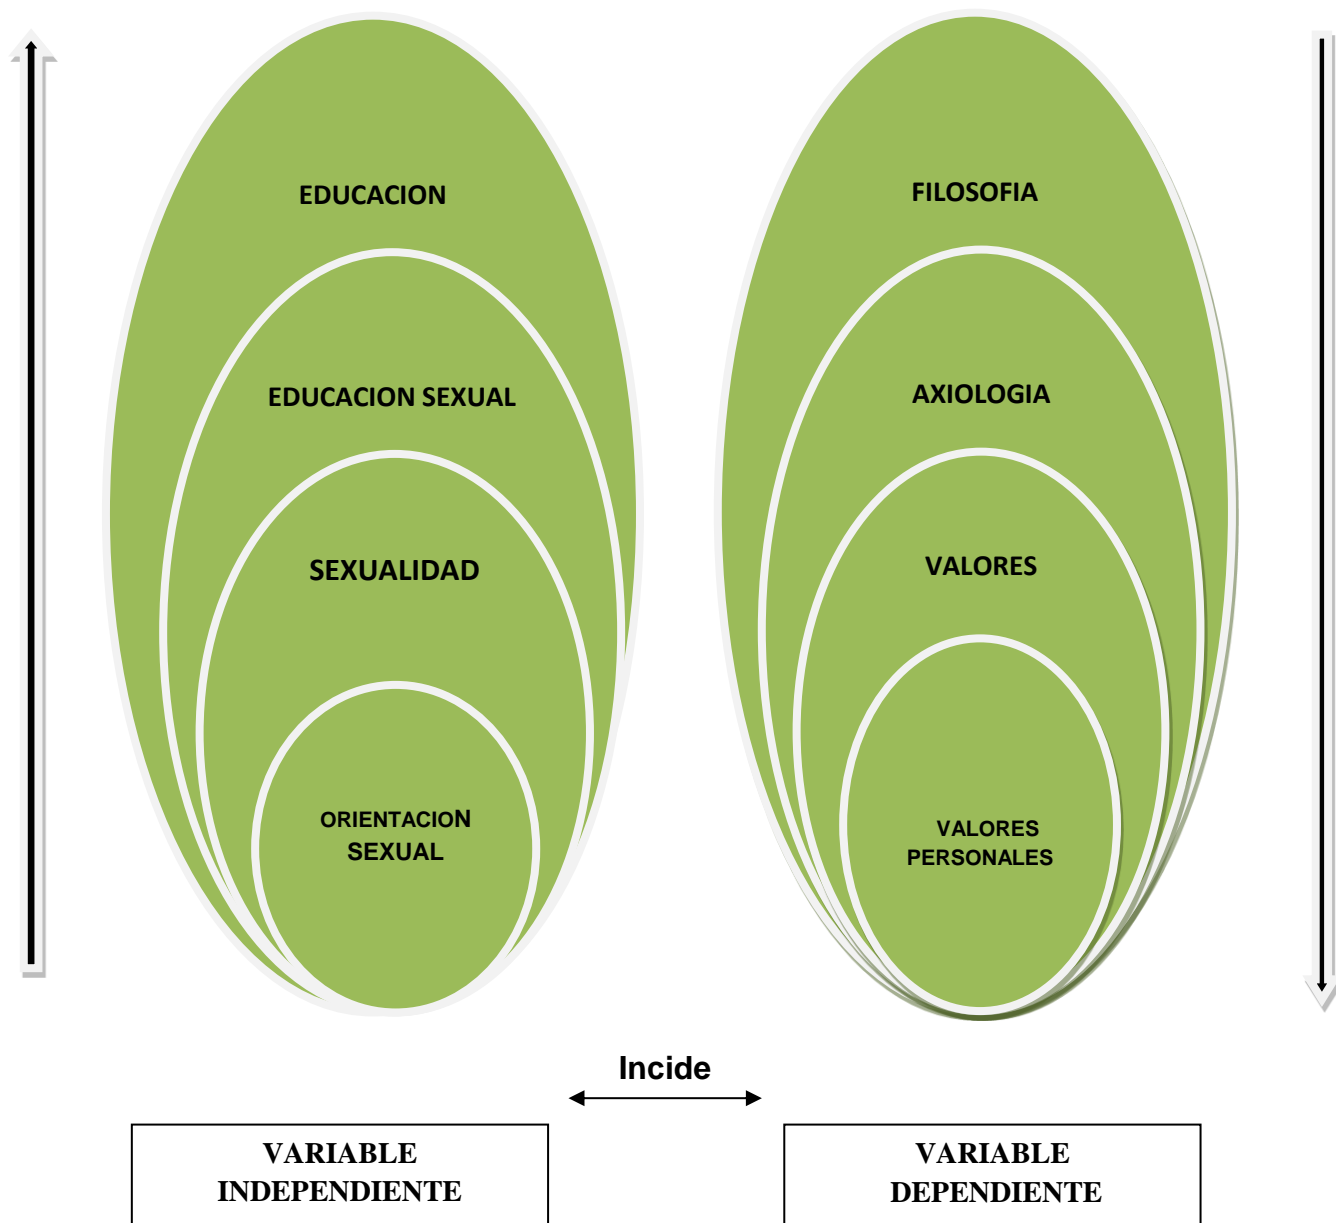 EDUCACION
EDUCACION SEXUAL
SEXUALIDAD
ORIENTACION
SEXUAL
FILOSOFIA
AXIOLOGIA
VALORES
VALORES
PERSONALES
Incide
VARIABLE
INDEPENDIENTE
VARIABLE
DEPENDIENTE